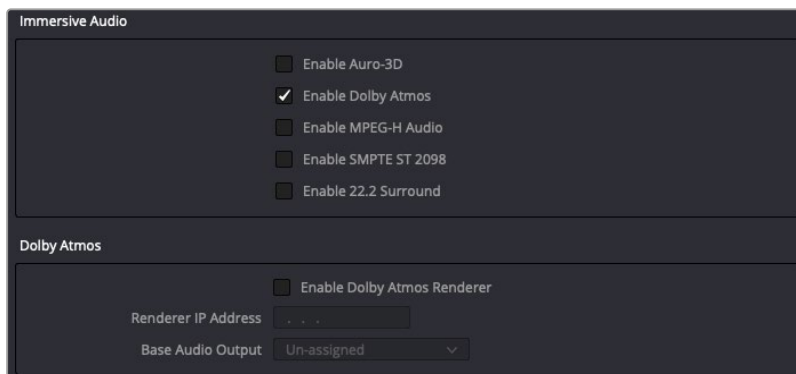 Immersive Audio
Enable Auro-3D
Enable Dolby Atmos
Enable MPEG-H Audio
Enable SMPTE ST 2098
Enable 22.2 Surround
Dolby Atmos
Enable Dolby Atmos Renderer
Renderer IP Address . . .
Base Audio Output Un-assigned